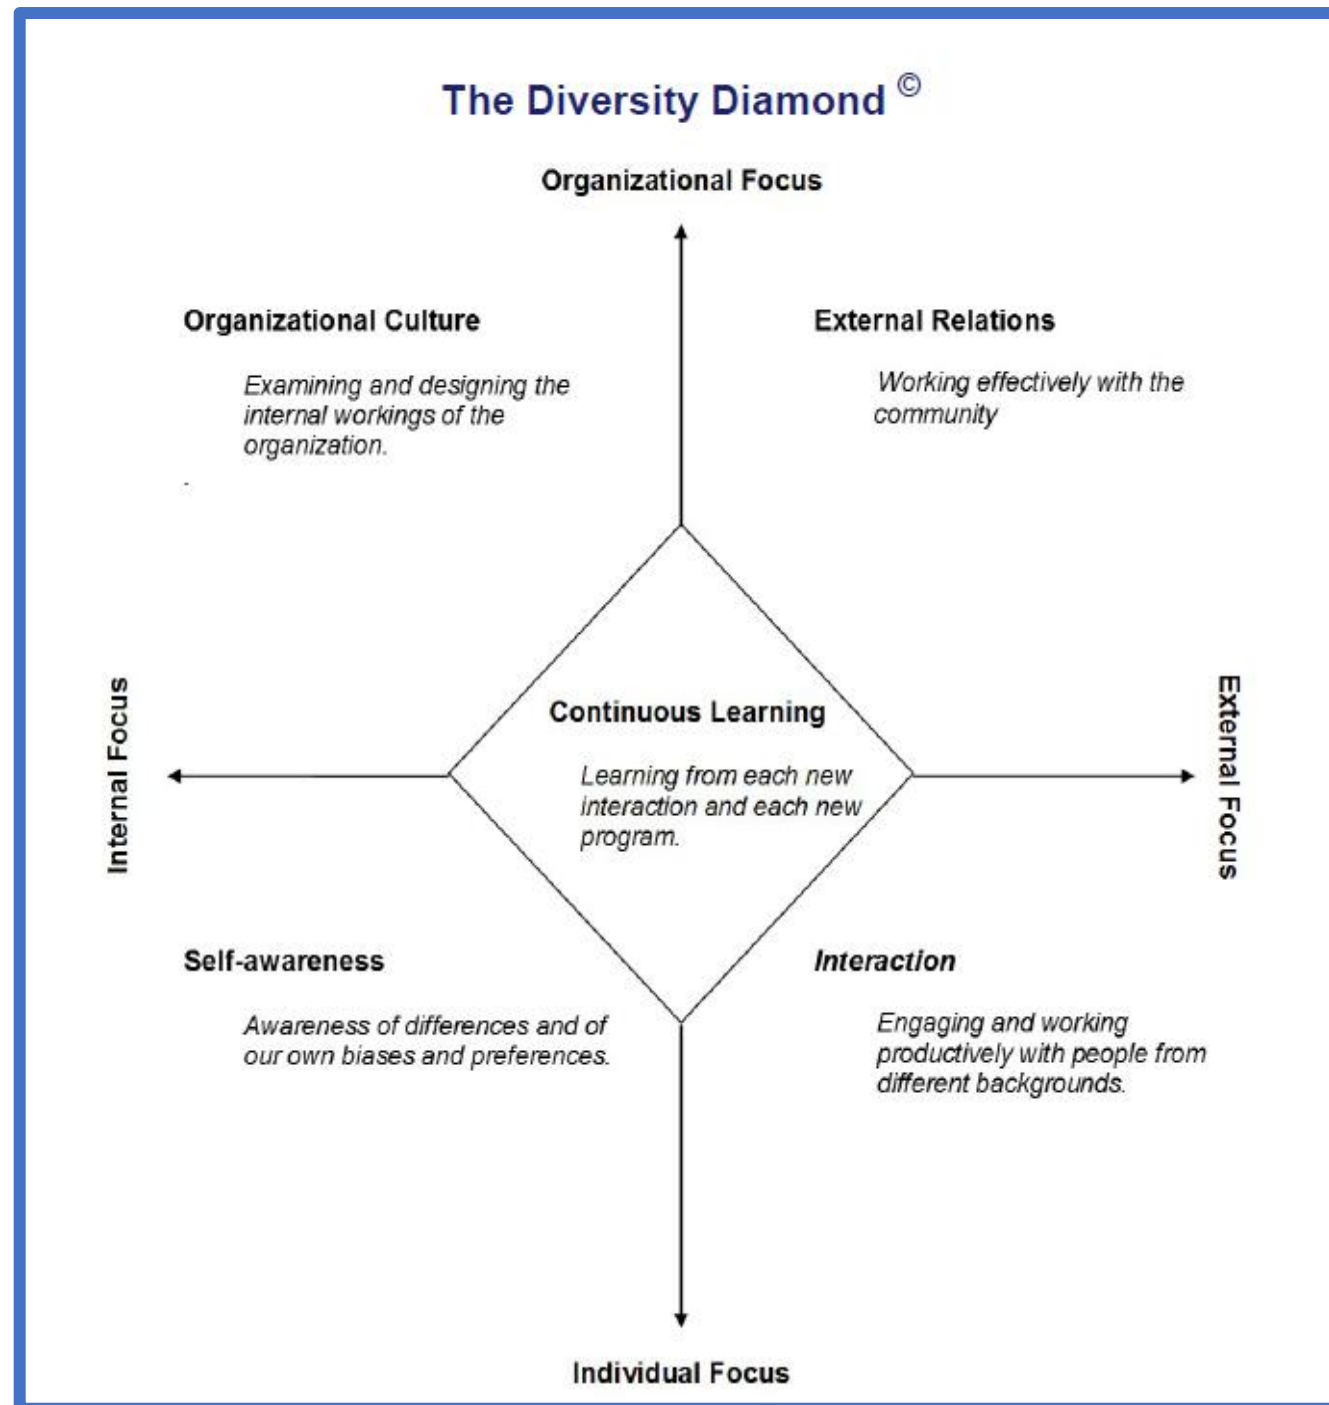 The Diversity Diamond ©
Organizational Focus
Organizational Culture
Examining and designing the
internal workings of the
organization.
-
External Relations
Working effectively with the
community
Internal Focus
Continuous Learning
Learning from each new
interaction and each new
program.
External Focus
Self-awareness
Awareness of differences and of
our own biases and preferences.
Interaction
Engaging and working
productively with people from
different backgrounds.
Individual Focus